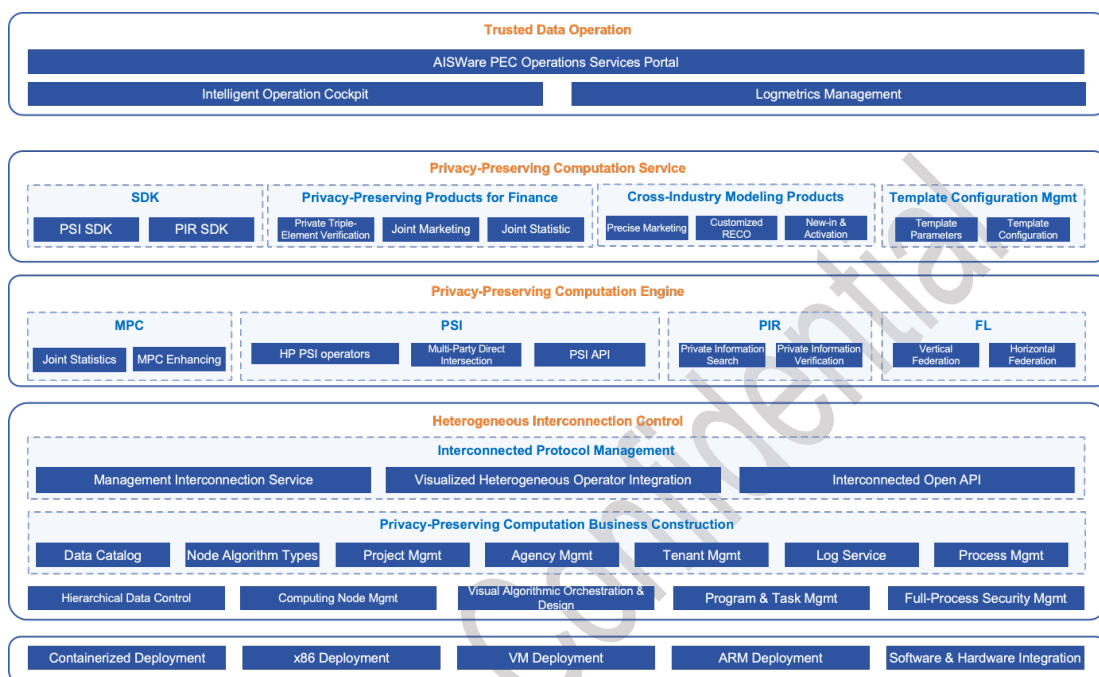 Trusted Data Operation
AISWare PEC Operations Services Portal
Intelligent Operation Cockpit
Logmetrics Management
Privacy-Preserving Computation Service
SDK
PSI SDK
PIR SDK
Privacy-Preserving Products for Finance
Private Triple-
Element Verification
Joint Marketing
Joint Statistic
Cross-Industry Modeling Products
Precise Marketing
Customized
RECO
New-in &
Activation
Template Configuration Mgmt
Template
Parameters
Template
Configuration
Privacy-Preserving Computation Engine
MPC
Joint Statistics
MPC Enhancing
PSI
HP PSI operators
Multi-Party Direct
Intersection
PSI API
PIR
Private Information
Search
Private Information
Verification
FL
Vertical
Federation
Horizontal
Federation
Heterogeneous Interconnection Control
Interconnected Protocol Management
Management Interconnection Service
Visualized Heterogeneous Operator Integration
Interconnected Open API
Privacy-Preserving Computation Business Construction
Data Catalog
Node Algorithm Types
Project Mgmt
Agency Mgmt
Tenant Mgmt
Log Service
Process Mgmt
Hierarchical Data Control
Computing Node Mgmt
Visual Algorithmic Orchestration &
Design
Program & Task Mgmt
Full-Process Security Mgmt
Containerized Deployment
x86 Deployment
VM Deployment
ARM Deployment
Software & Hardware Integration
Confidential